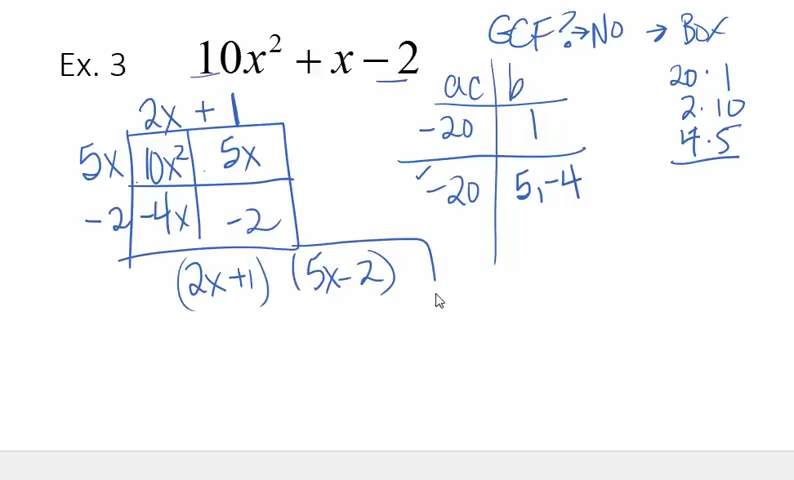 GCF? → No → Box
Ex. 3 10x² + x – 2
ac | b
-20 | 1
✓-20 | 5, -4
20 · 1
2 · 10
4 · 5
2x + 1
5x | 10x² | 5x
-2 | -4x | -2
(2x+1) (5x-2)